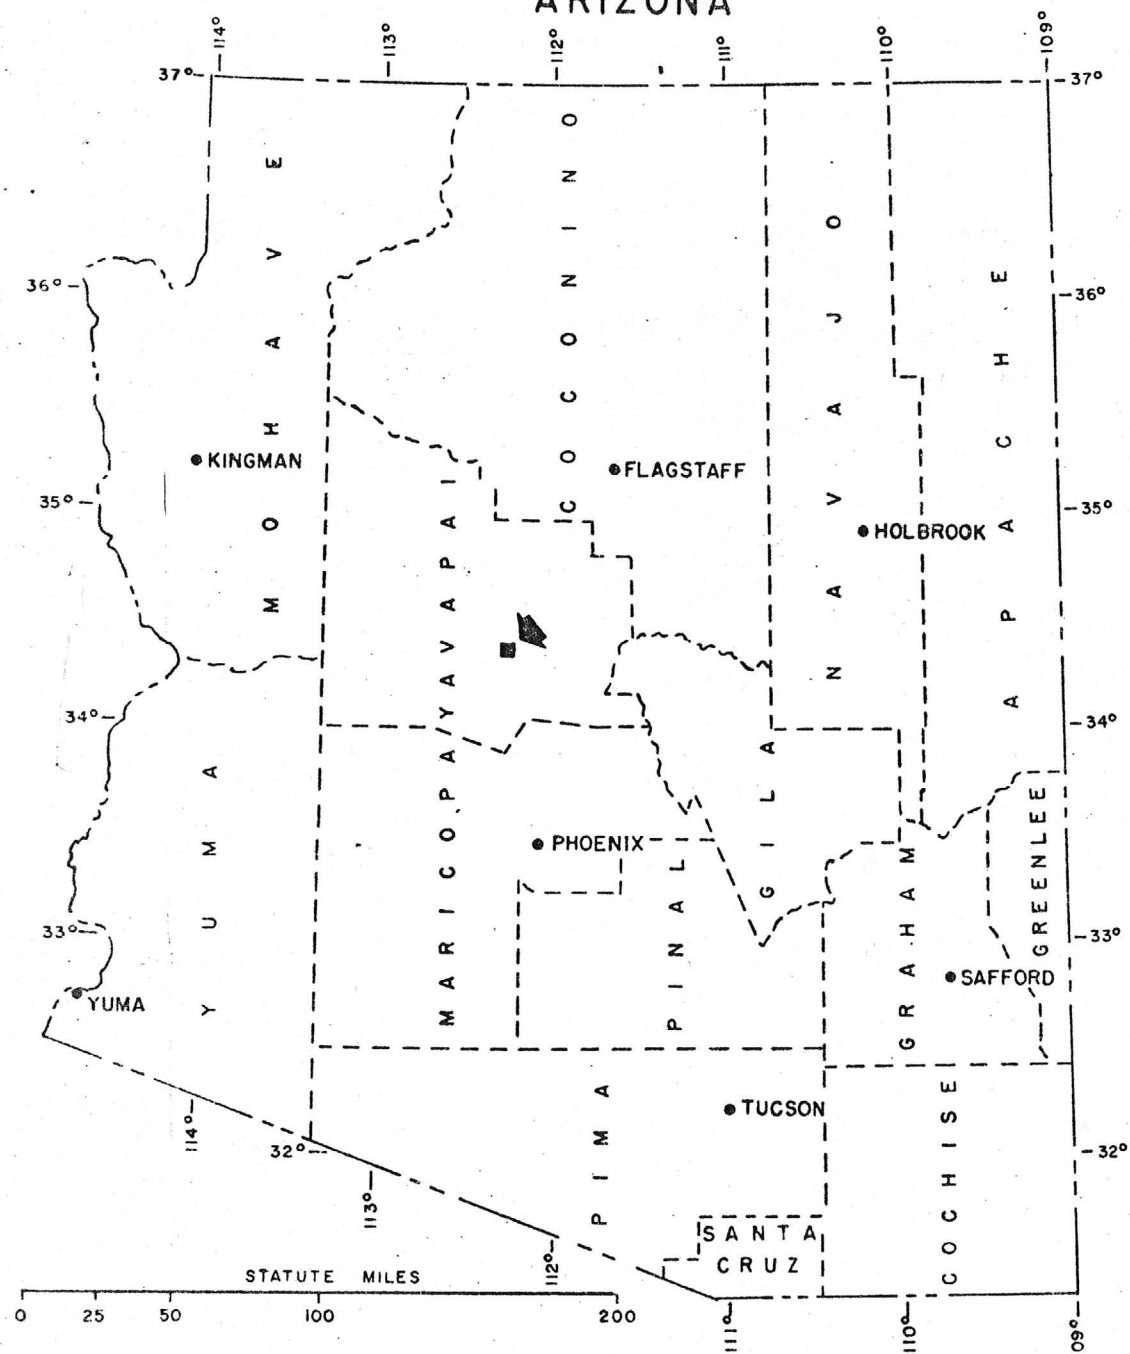 ARIZONA
114°
113°
112°
111°
110°
109°
37°
37°
MOHAVE
COCONINO
NAVAJO
APACHE
36°
36°
KINGMAN
FLAGSTAFF
35°
35°
HOLBROOK
YAVAPAI
34°
34°
YUMA
MARICOPA
GILA
PHOENIX
PINAL
GRAHAM
GREENLEE
33°
33°
YUMA
SAFFORD
PIMA
TUCSON
COCHISE
114°
32°
32°
113°
112°
SANTA
CRUZ
STATUTE MILES
0 25 50 100 200
111°
110°
09°